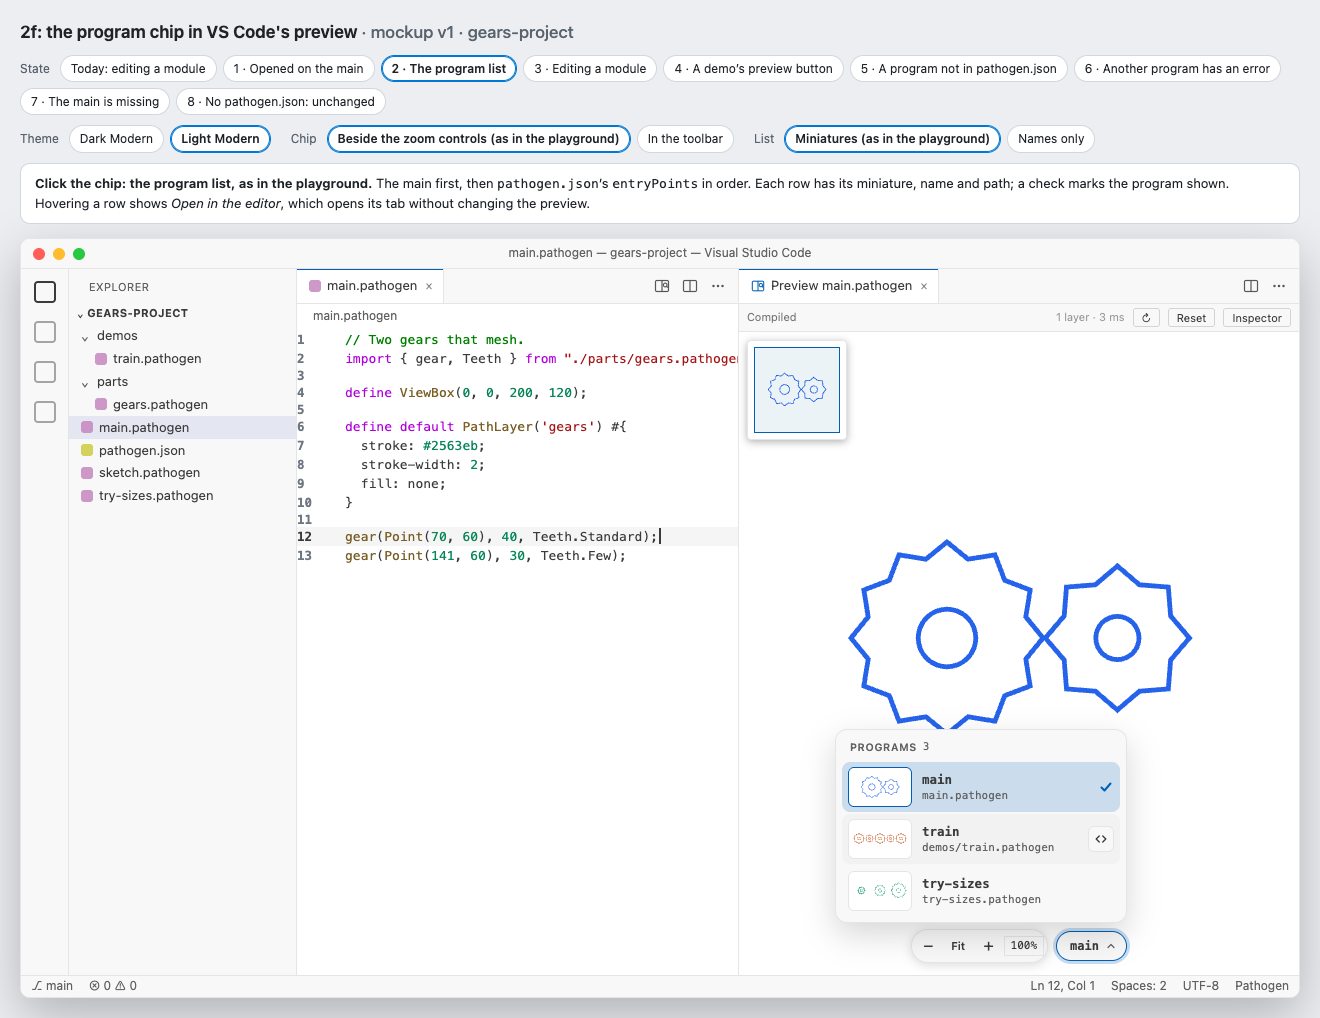 2f: the program chip in VS Code's preview · mockup v1 · gears-project
State Today: editing a module 1 · Opened on the main 2 · The program list 3 · Editing a module 4 · A demo's preview button 5 · A program not in pathogen.json 6 · Another program has an error
7 · The main is missing 8 · No pathogen.json: unchanged
Theme Dark Modern Light Modern Chip Beside the zoom controls (as in the playground) In the toolbar List Miniatures (as in the playground) Names only
Click the chip: the program list, as in the playground. The main first, then pathogen.json's entryPoints in order. Each row has its miniature, name and path; a check marks the program shown.
Hovering a row shows Open in the editor, which opens its tab without changing the preview.
main.pathogen — gears-project — Visual Studio Code
EXPLORER
GEARS-PROJECT
demos
train.pathogen
parts
gears.pathogen
main.pathogen
pathogen.json
sketch.pathogen
try-sizes.pathogen
main.pathogen ×
main.pathogen
1 // Two gears that mesh.
2 import { gear, Teeth } from "./parts/gears.pathogen
3
4 define ViewBox(0, 0, 200, 120);
5
6 define default PathLayer('gears') #{
7 stroke: #2563eb;
8 stroke-width: 2;
9 fill: none;
10 }
11
12 gear(Point(70, 60), 40, Teeth.Standard);
13 gear(Point(141, 60), 30, Teeth.Few);
Preview main.pathogen ×
Compiled 1 layer · 3 ms ↻ Reset Inspector
PROGRAMS 3
main
main.pathogen
train
demos/train.pathogen
<>
try-sizes
try-sizes.pathogen
− Fit + 100% main
main 0 0 Ln 12, Col 1 Spaces: 2 UTF-8 Pathogen